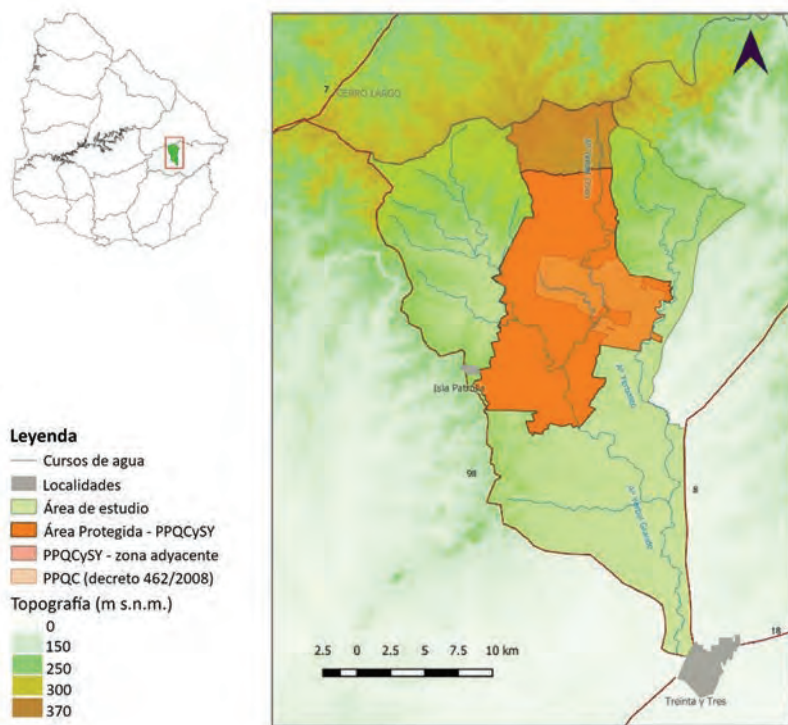 7
CERRO LARGO
Isla Patrulla
Aº Yerbalito
98
8
Aº Yerbal Grande
18
Treinta y Tres
2.5 0 2.5 5 7.5 10 km
Leyenda
Cursos de agua
Localidades
Área de estudio
Área Protegida - PPQCySY
PPQCySY - zona adyacente
PPQC (decreto 462/2008)
Topografía (m s.n.m.)
0
150
250
300
370